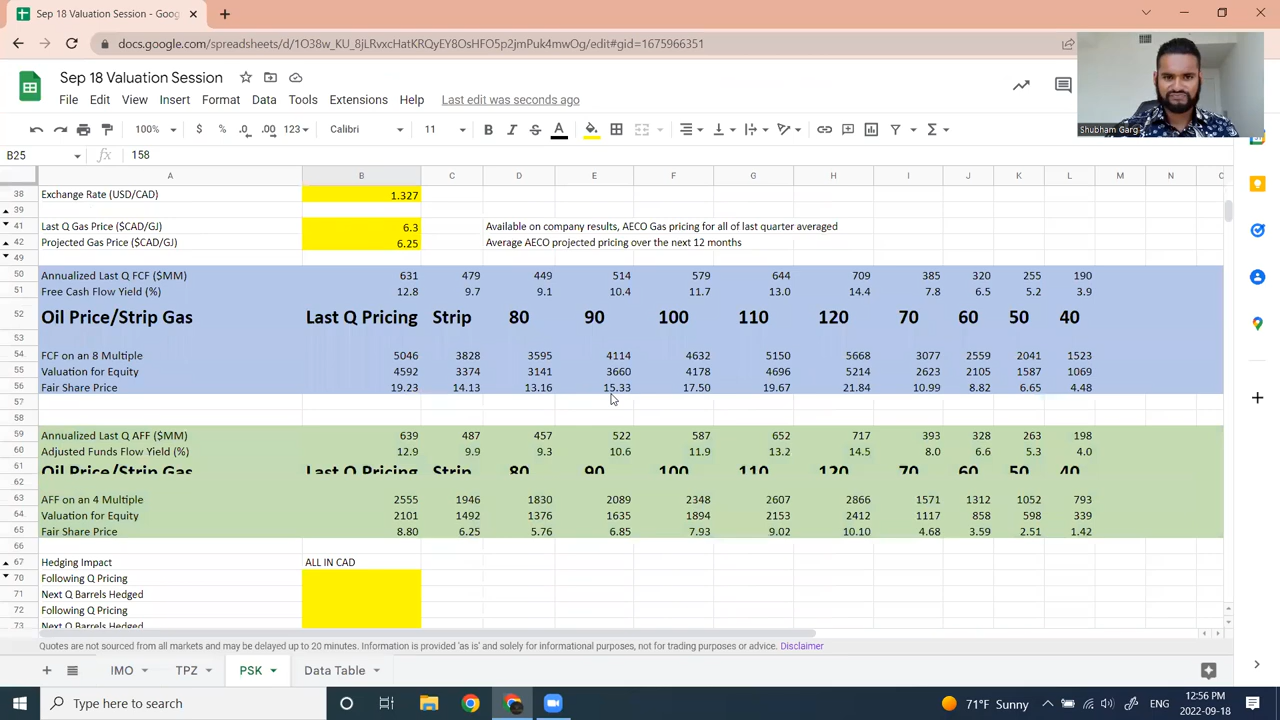 Sep 18 Valuation Session - Goog
docs.google.com/spreadsheets/d/1O38w_KU_8jLRvxcHatKRQyRY8OsHFO5p2jmPuk4mwOg/edit#gid=1675966351
Sep 18 Valuation Session
File Edit View Insert Format Data Tools Extensions Help Last edit was seconds ago
100% $ % .0 .00 123 Calibri 11 B I S A
Shubham Garg
B25 fx 158
A B C D E F G H I J K L M N
38 Exchange Rate (USD/CAD) 1.327
39
41 Last Q Gas Price ($CAD/GJ) 6.3 Available on company results, AECO Gas pricing for all of last quarter averaged
42 Projected Gas Price ($CAD/GJ) 6.25 Average AECO projected pricing over the next 12 months
49
50 Annualized Last Q FCF ($MM) 631 479 449 514 579 644 709 385 320 255 190
51 Free Cash Flow Yield (%) 12.8 9.7 9.1 10.4 11.7 13.0 14.4 7.8 6.5 5.2 3.9
52 Oil Price/Strip Gas Last Q Pricing Strip 80 90 100 110 120 70 60 50 40
53
54 FCF on an 8 Multiple 5046 3828 3595 4114 4632 5150 5668 3077 2559 2041 1523
55 Valuation for Equity 4592 3374 3141 3660 4178 4696 5214 2623 2105 1587 1069
56 Fair Share Price 19.23 14.13 13.16 15.33 17.50 19.67 21.84 10.99 8.82 6.65 4.48
57
58
59 Annualized Last Q AFF ($MM) 639 487 457 522 587 652 717 393 328 263 198
60 Adjusted Funds Flow Yield (%) 12.9 9.9 9.3 10.6 11.9 13.2 14.5 8.0 6.6 5.3 4.0
61 Oil Price/Strip Gas Last Q Pricing Strip 80 90 100 110 120 70 60 50 40
62
63 AFF on an 4 Multiple 2555 1946 1830 2089 2348 2607 2866 1571 1312 1052 793
64 Valuation for Equity 2101 1492 1376 1635 1894 2153 2412 1117 858 598 339
65 Fair Share Price 8.80 6.25 5.76 6.85 7.93 9.02 10.10 4.68 3.59 2.51 1.42
66
67 Hedging Impact ALL IN CAD
70 Following Q Pricing
71 Next Q Barrels Hedged
72 Following Q Pricing
73 Next Q Barrels Hedged
Quotes are not sourced from all markets and may be delayed up to 20 minutes. Information is provided 'as is' and solely for informational purposes, not for trading purposes or advice. Disclaimer
IMO TPZ PSK Data Table
Type here to search
71°F Sunny ENG 12:56 PM
2022-09-18